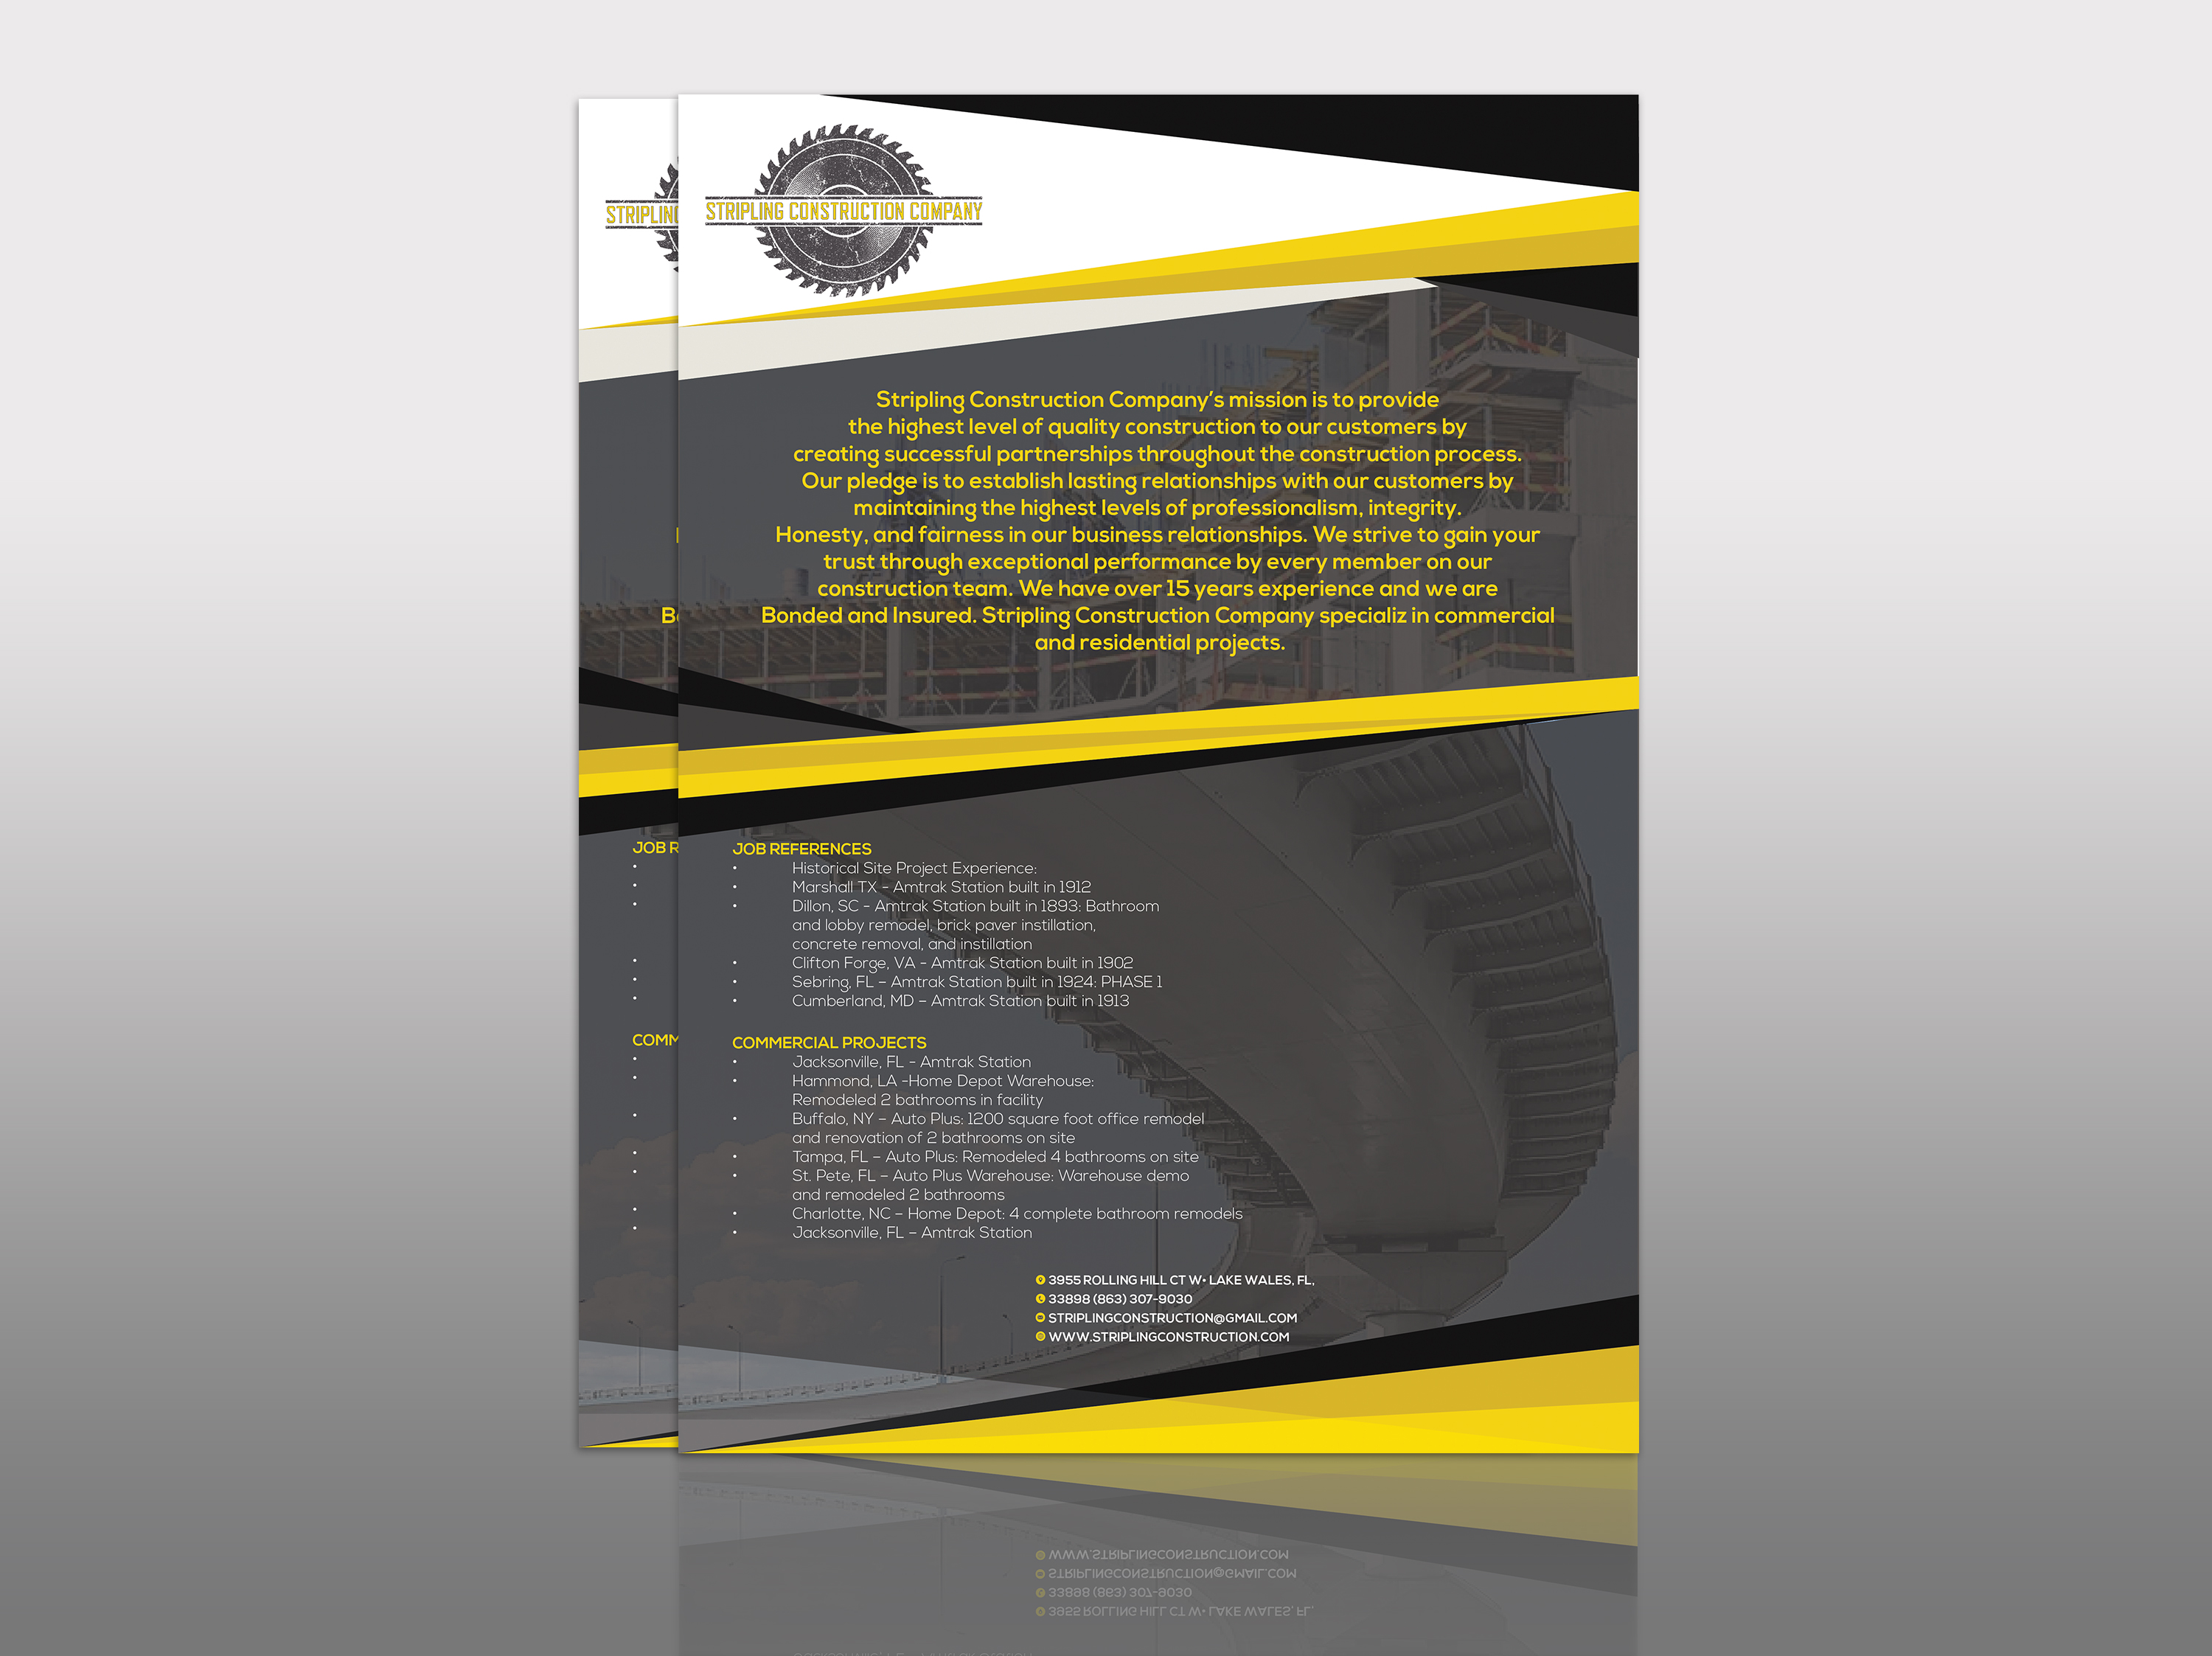 STRIPLING CONSTRUCTION COMPANY
Stripling Construction Company's mission is to provide
the highest level of quality construction to our customers by
creating successful partnerships throughout the construction process.
Our pledge is to establish lasting relationships with our customers by
maintaining the highest levels of professionalism, integrity.
Honesty, and fairness in our business relationships. We strive to gain your
trust through exceptional performance by every member on our
construction team. We have over 15 years experience and we are
Bonded and Insured. Stripling Construction Company specializ in commercial
and residential projects.
JOB REFERENCES
• Historical Site Project Experience:
• Marshall TX - Amtrak Station built in 1912
• Dillon, SC - Amtrak Station built in 1893: Bathroom
and lobby remodel, brick paver instillation,
concrete removal, and instillation
• Clifton Forge, VA - Amtrak Station built in 1902
• Sebring, FL – Amtrak Station built in 1924: PHASE 1
• Cumberland, MD – Amtrak Station built in 1913
COMMERCIAL PROJECTS
• Jacksonville, FL - Amtrak Station
• Hammond, LA -Home Depot Warehouse:
Remodeled 2 bathrooms in facility
• Buffalo, NY – Auto Plus: 1200 square foot office remodel
and renovation of 2 bathrooms on site
• Tampa, FL – Auto Plus: Remodeled 4 bathrooms on site
• St. Pete, FL – Auto Plus Warehouse: Warehouse demo
and remodeled 2 bathrooms
• Charlotte, NC – Home Depot: 4 complete bathroom remodels
• Jacksonville, FL – Amtrak Station
3955 ROLLING HILL CT W• LAKE WALES, FL,
33898 (863) 307-9030
STRIPLINGCONSTRUCTION@GMAIL.COM
WWW.STRIPLINGCONSTRUCTION.COM